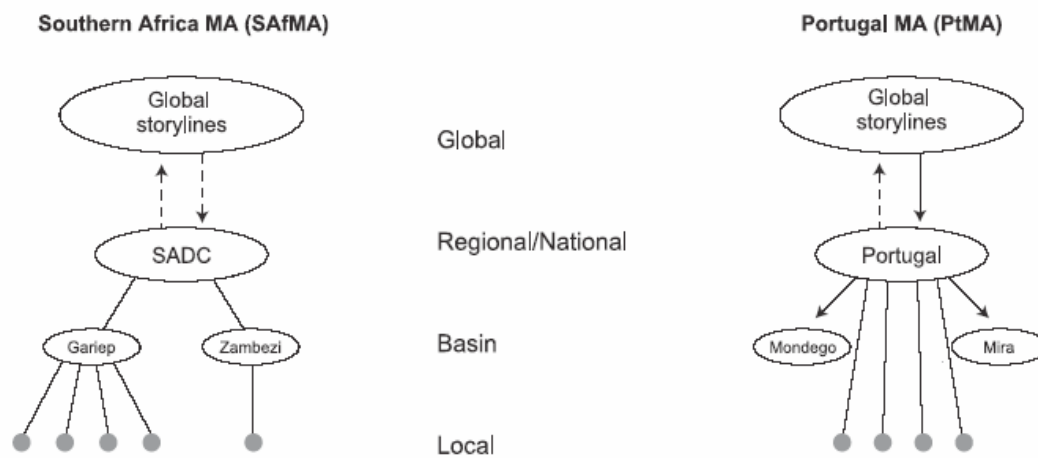 Southern Africa MA (SAfMA)
Portugal MA (PtMA)
Global
storylines
Global
Global
storylines
SADC
Regional/National
Portugal
Gariep
Zambezi
Basin
Mondego
Mira
Local